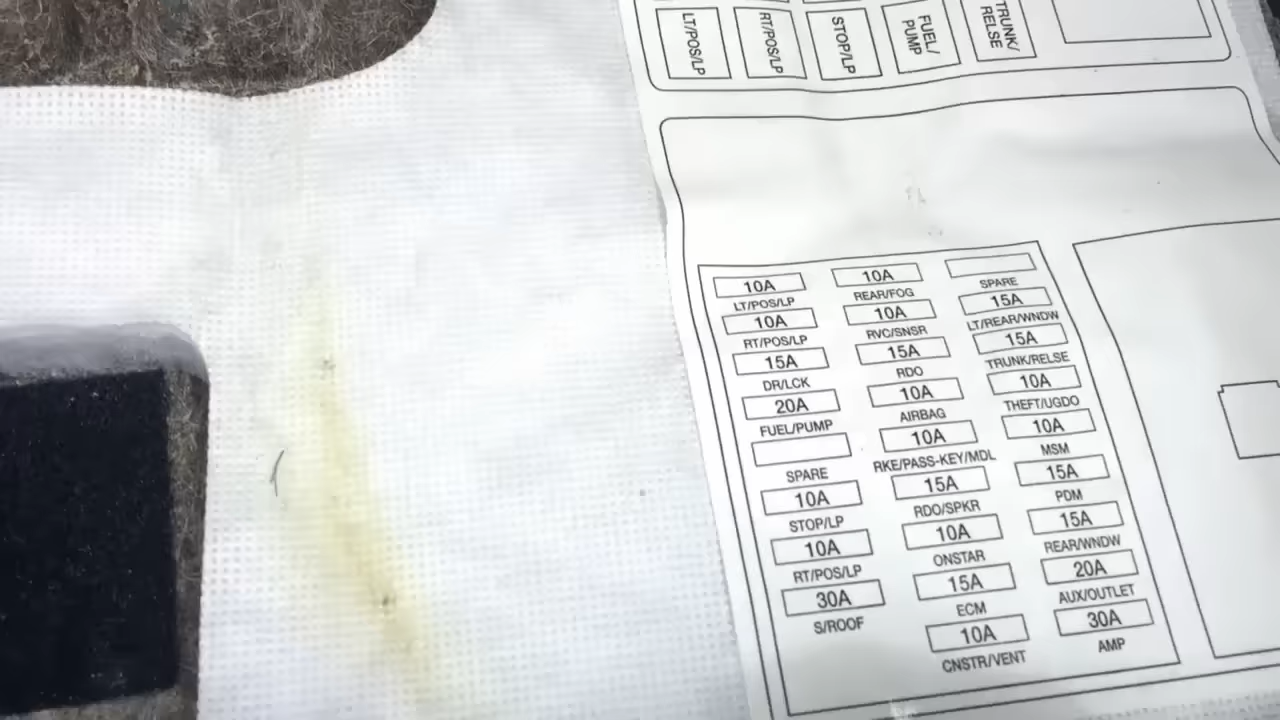 LT/POS/LP
RT/POS/LP
STOP/LP
FUEL/
PUMP
TRUNK/
RELSE
10A
LT/POS/LP
10A
RT/POS/LP
15A
DR/LCK
20A
FUEL/PUMP
SPARE
10A
STOP/LP
10A
RT/POS/LP
30A
S/ROOF
10A
REAR/FOG
10A
RVC/SNSR
15A
RDO
10A
AIRBAG
10A
RKE/PASS-KEY/MDL
15A
RDO/SPKR
10A
ONSTAR
15A
ECM
10A
CNSTR/VENT
SPARE
15A
LT/REAR/WNDW
15A
TRUNK/RELSE
10A
THEFT/UGDO
10A
MSM
15A
PDM
15A
REAR/WNDW
20A
AUX/OUTLET
30A
AMP